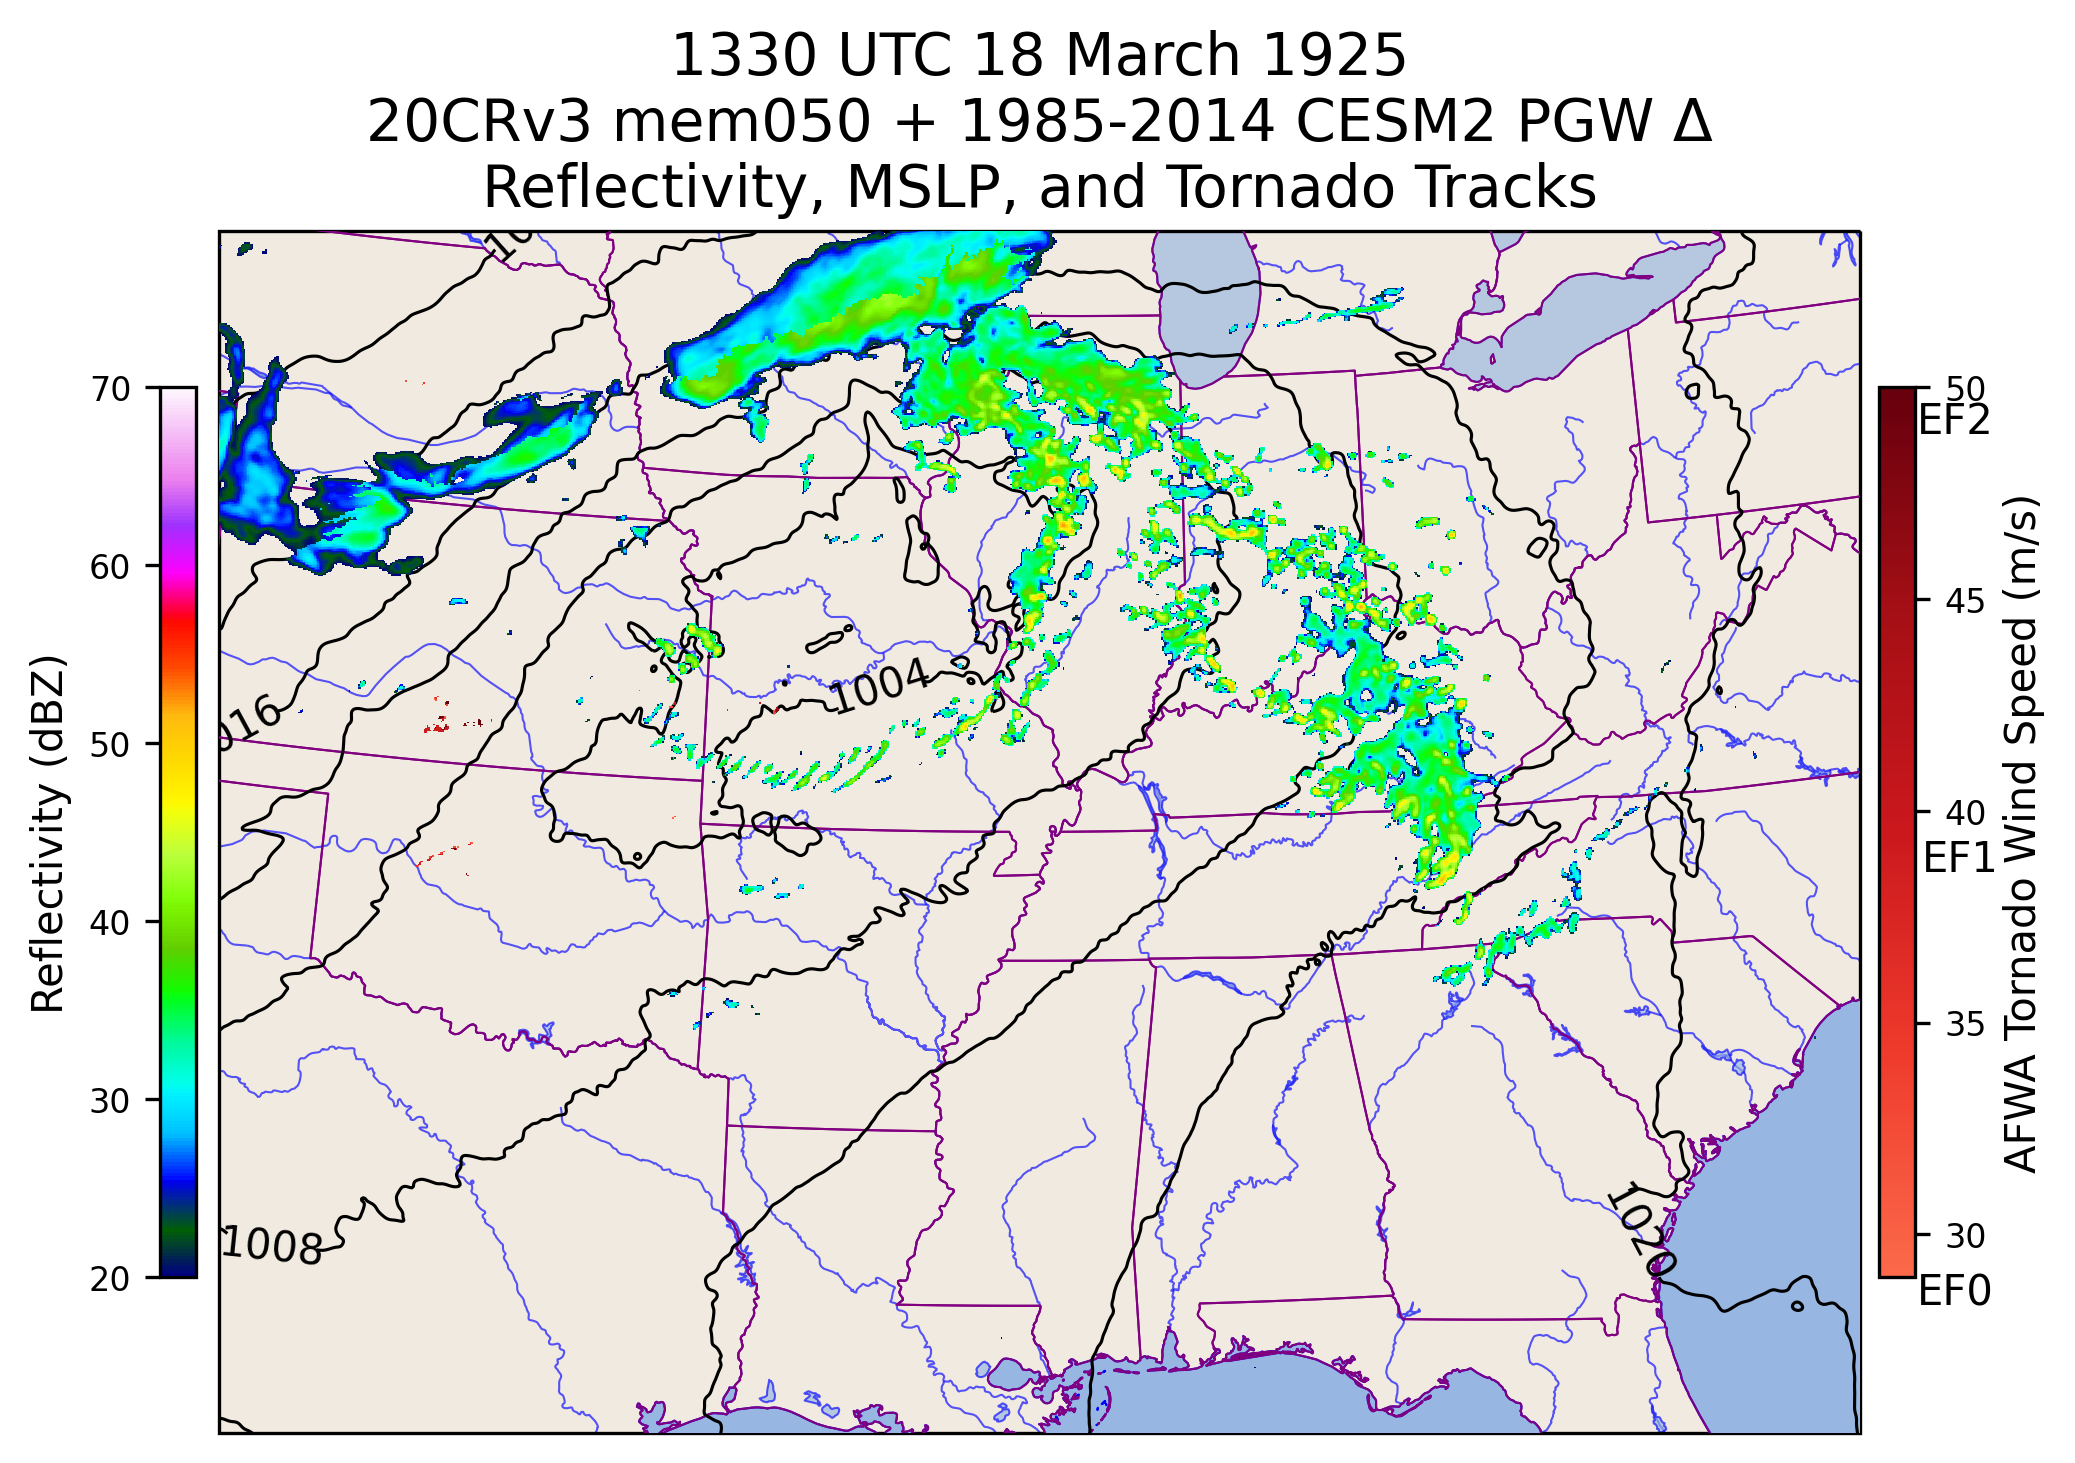 1330 UTC 18 March 1925
20CRv3 mem050 + 1985-2014 CESM2 PGW Δ
Reflectivity, MSLP, and Tornado Tracks
70
60
50
40
30
20
Reflectivity (dBZ)
10
016
1004
1008
1020
50
EF2
45
40
EF1
35
30
EF0
AFWA Tornado Wind Speed (m/s)